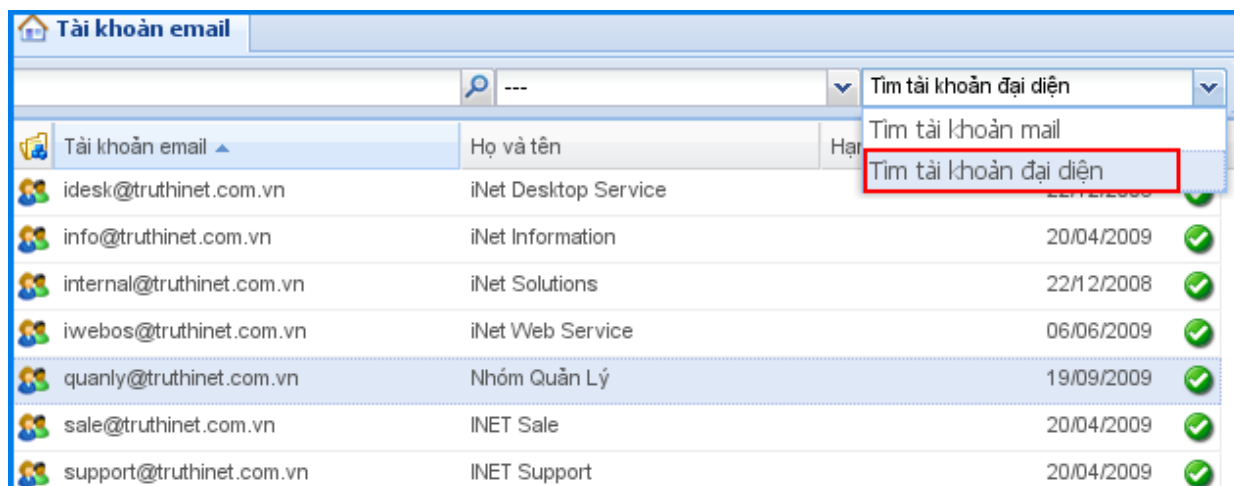 Tài khoản email
--- Tìm tài khoản đại diện
Tìm tài khoản mail
Tài khoản email Họ và tên
Tìm tài khoản đại diện
idesk@truthinet.com.vn iNet Desktop Service
info@truthinet.com.vn iNet Information 20/04/2009
internal@truthinet.com.vn iNet Solutions 22/12/2008
iwebos@truthinet.com.vn iNet Web Service 06/06/2009
quanly@truthinet.com.vn Nhóm Quản Lý 19/09/2009
sale@truthinet.com.vn INET Sale 20/04/2009
support@truthinet.com.vn INET Support 20/04/2009